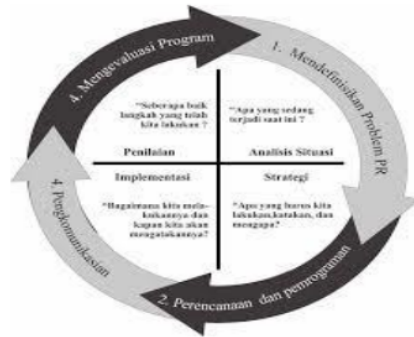 4. Mengevaluasi Program
1. Mendefinisikan Problem PR
"Seberapa baik
langkah yang telah
kita lakukan ?
"Apa yang sedang
terjadi saat ini ?
Penilaian
Analisis Situasi
Implementasi
Strategi
"Bagaimana kita mela-
kukannya dan
kapan kita akan
mengatakannya?
"Apa yang harus kita
lakukan,katakan, dan
mengapa?
4. Pengkomunikasian
2. Perencanaan dan pemrograman